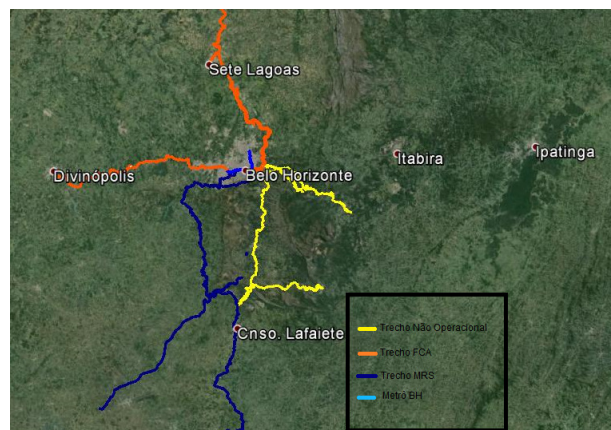 Sete Lagoas
Itabira
Ipatinga
Divinópolis
Belo Horizonte
Cnso. Lafaiete
Trecho Não Operacional
Trecho FCA
Trecho MRS
Metrô BH